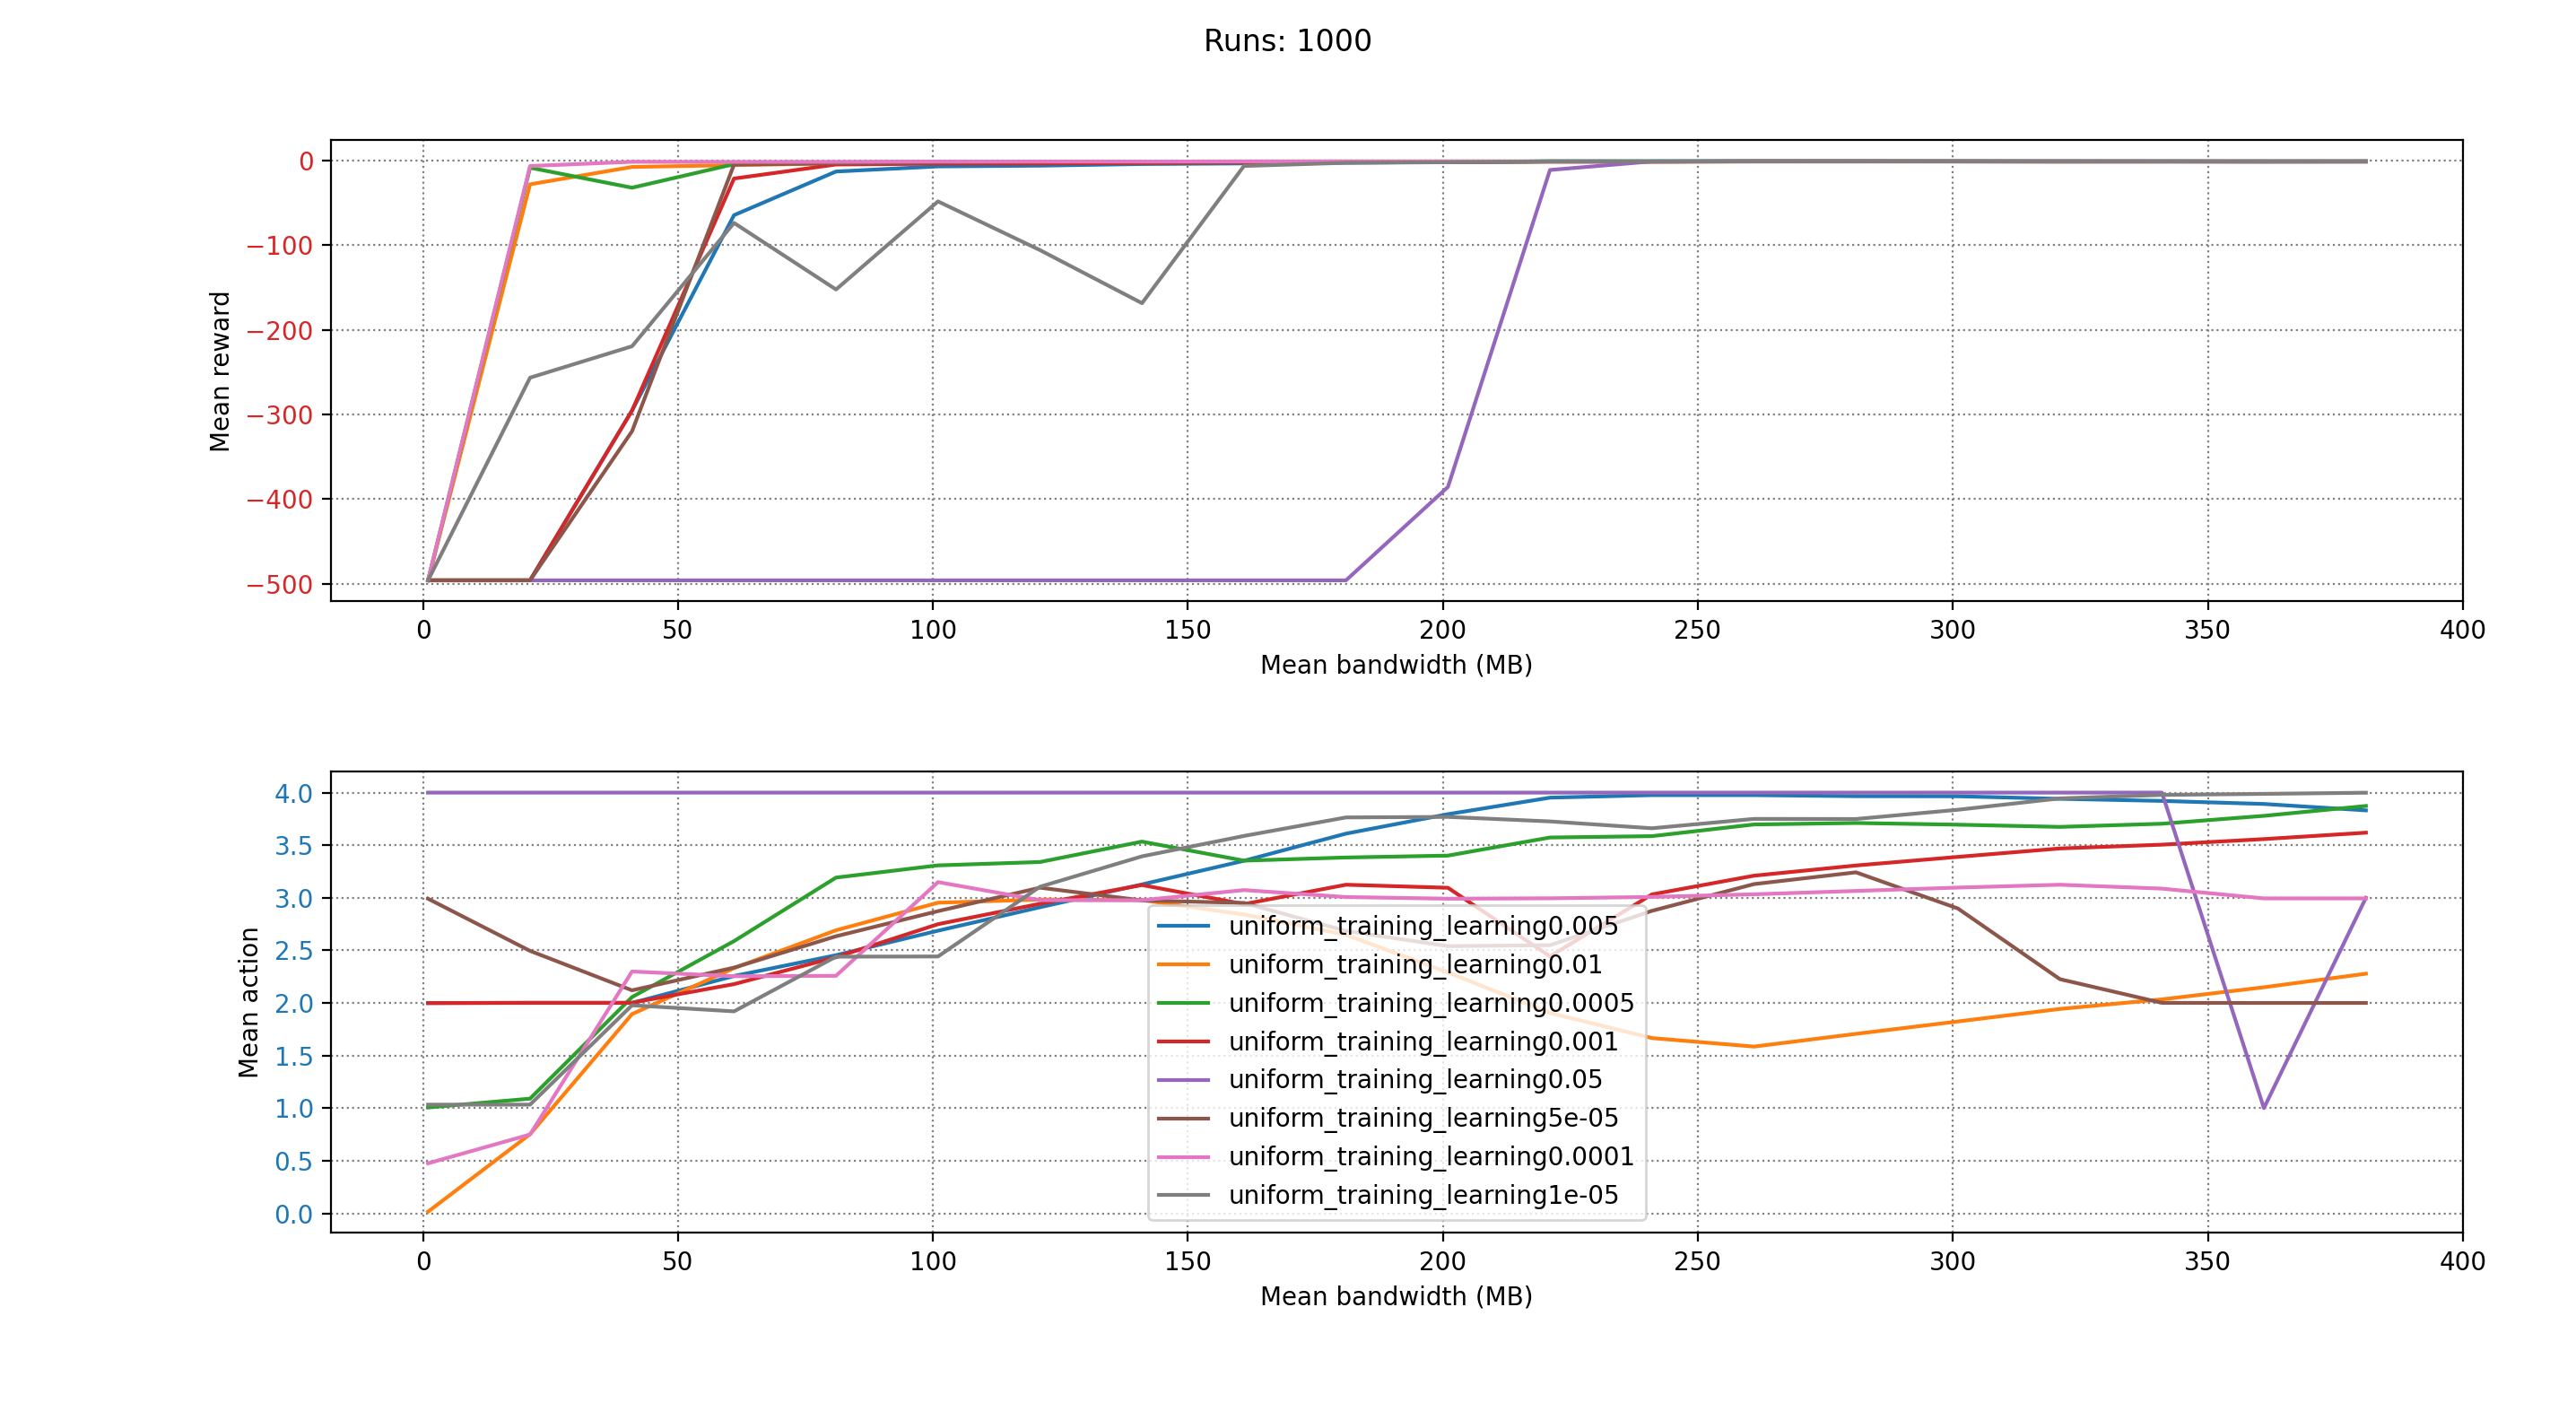 Runs: 1000
0
−100
−200
−300
−400
−500
Mean reward
0 50 100 150 200 250 300 350 400
Mean bandwidth (MB)
4.0
3.5
3.0
2.5
2.0
1.5
1.0
0.5
0.0
Mean action
uniform_training_learning0.005
uniform_training_learning0.01
uniform_training_learning0.0005
uniform_training_learning0.001
uniform_training_learning0.05
uniform_training_learning5e-05
uniform_training_learning0.0001
uniform_training_learning1e-05
0 50 100 150 200 250 300 350 400
Mean bandwidth (MB)